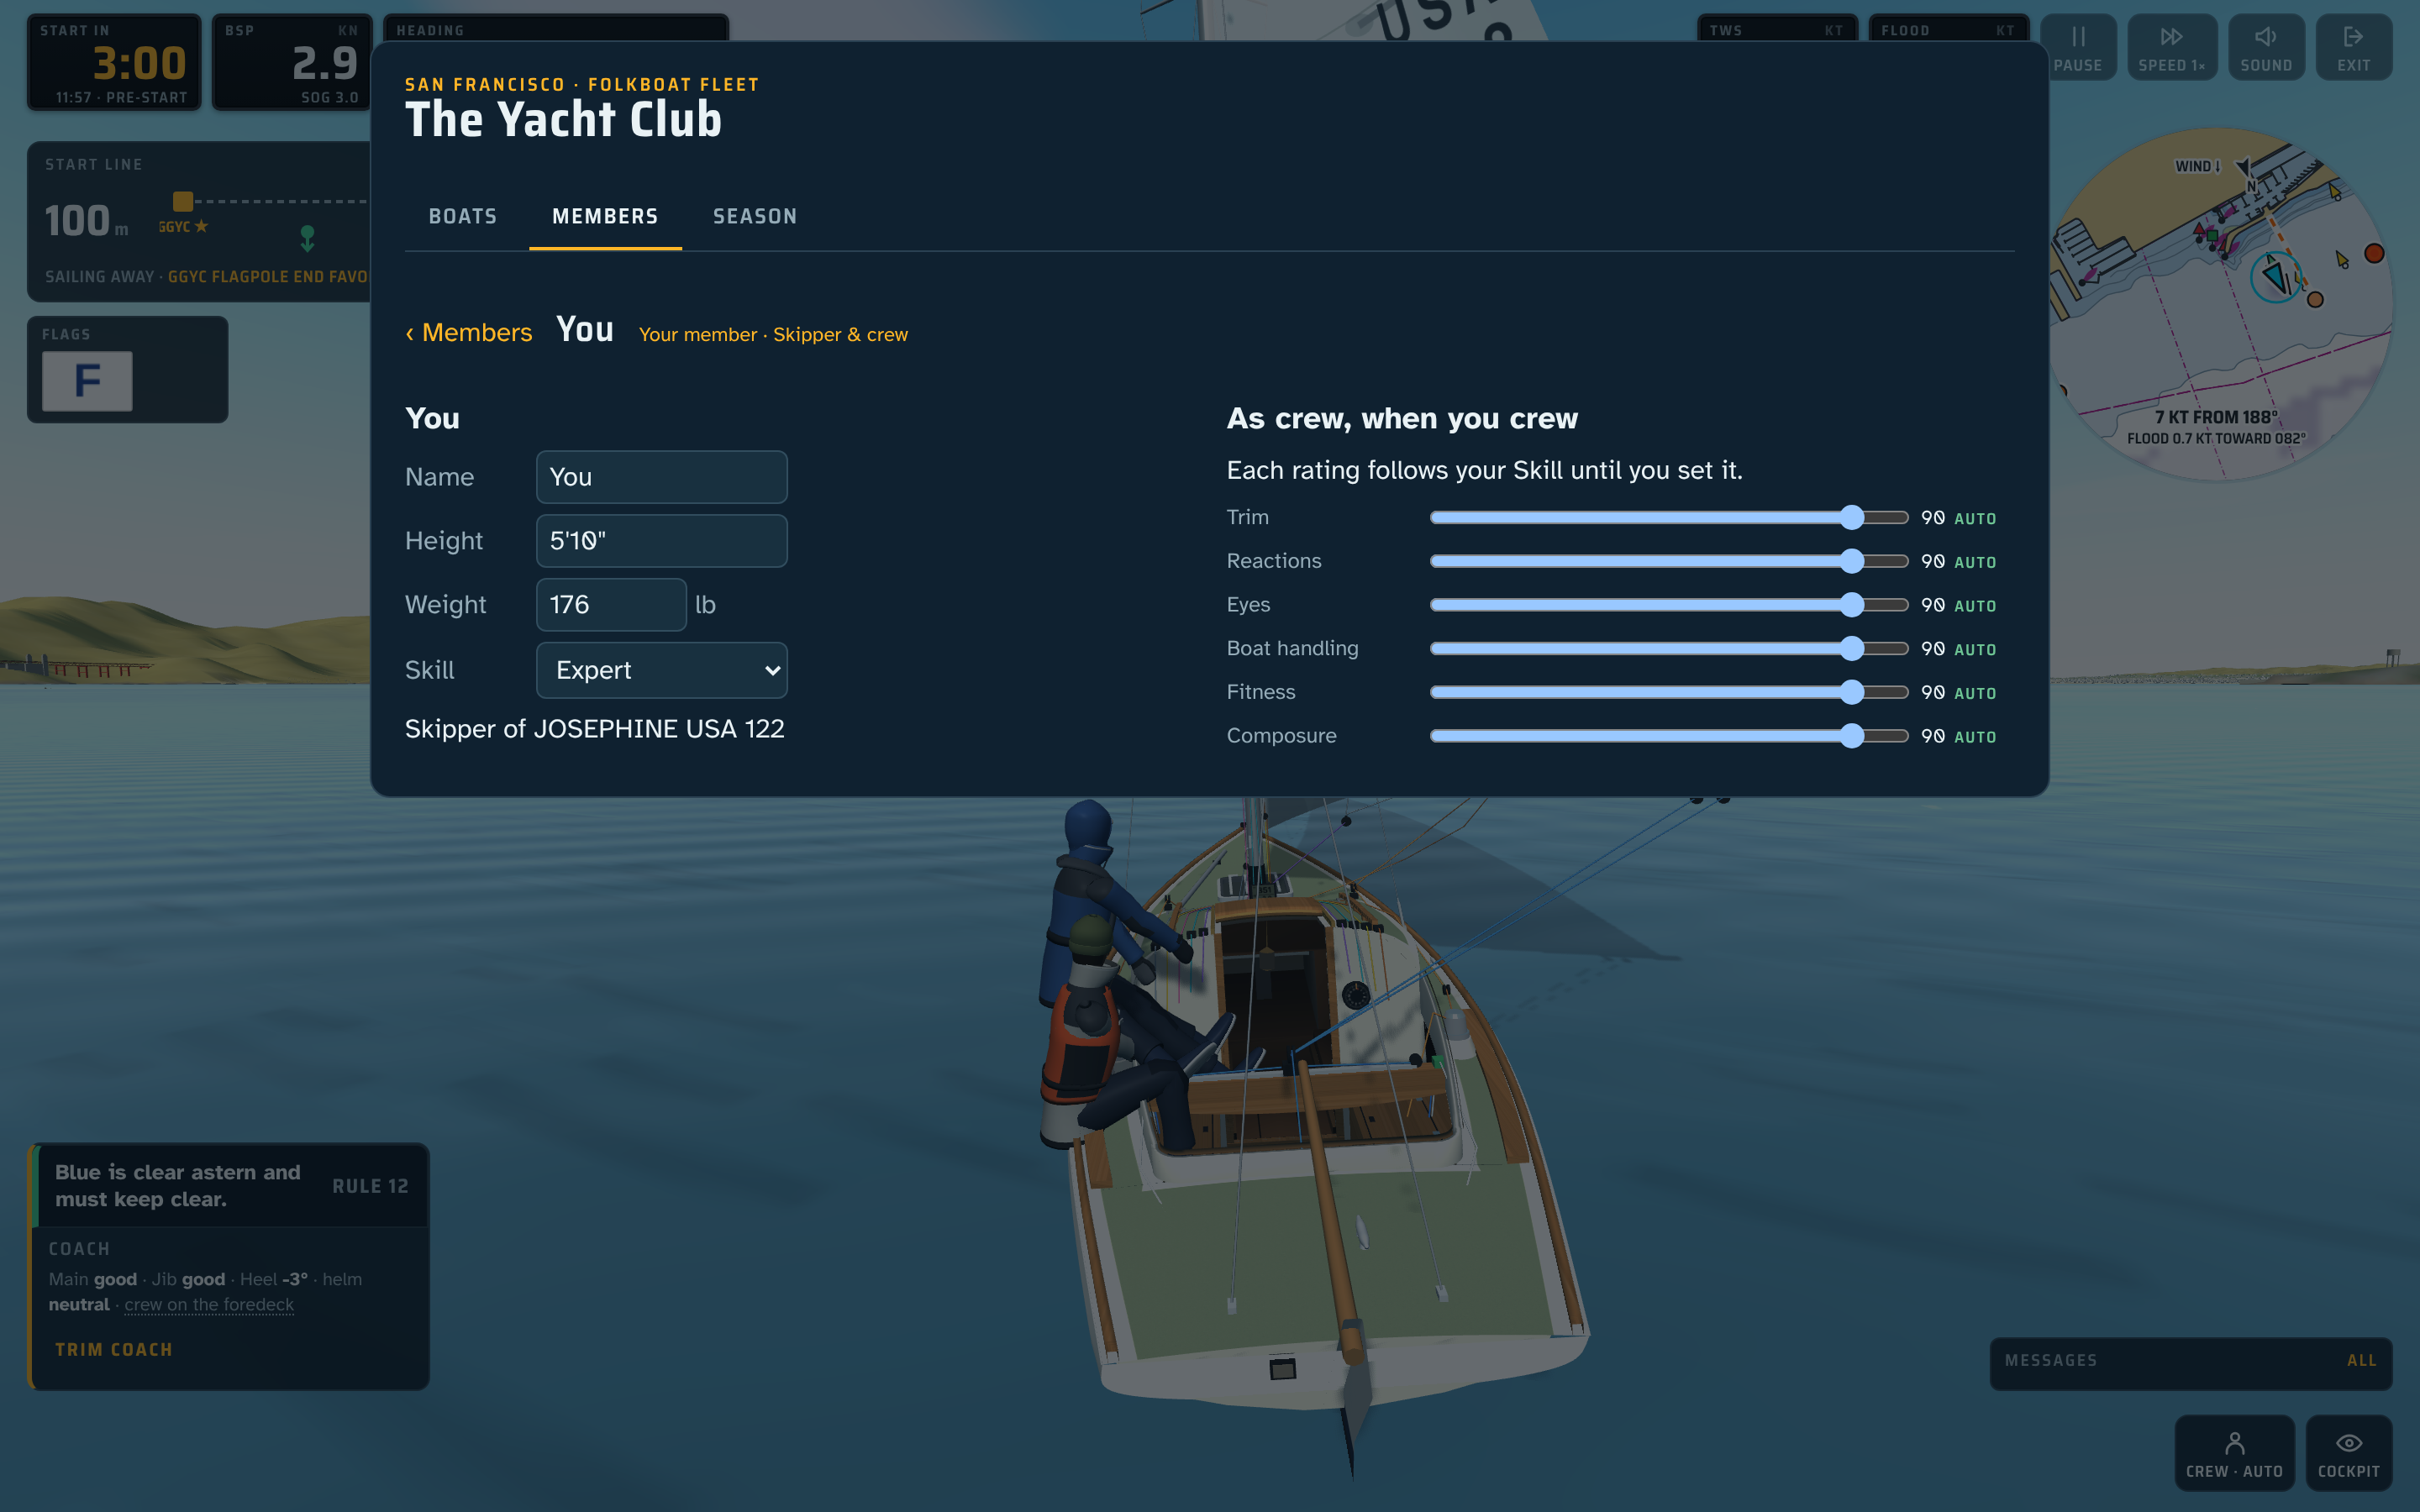 START IN
3:00
11:57 · PRE-START
BSP KN
2.9
SOG 3.0
HEADING
TWS KT
FLOOD KT
PAUSE
SPEED 1×
SOUND
EXIT
START LINE
100 m
GGYC ★
SAILING AWAY · GGYC FLAGPOLE END FAVO
FLAGS
F
SAN FRANCISCO · FOLKBOAT FLEET
The Yacht Club
BOATS
MEMBERS
SEASON
‹ Members You Your member · Skipper & crew
You
Name You
Height 5'10"
Weight 176 lb
Skill Expert
Skipper of JOSEPHINE USA 122
As crew, when you crew
Each rating follows your Skill until you set it.
Trim 90 AUTO
Reactions 90 AUTO
Eyes 90 AUTO
Boat handling 90 AUTO
Fitness 90 AUTO
Composure 90 AUTO
WIND ↓
N
7 KT FROM 188°
FLOOD 0.7 KT TOWARD 082°
Blue is clear astern and
must keep clear.
RULE 12
COACH
Main good · Jib good · Heel -3° · helm
neutral · crew on the foredeck
TRIM COACH
MESSAGES ALL
CREW · AUTO
COCKPIT